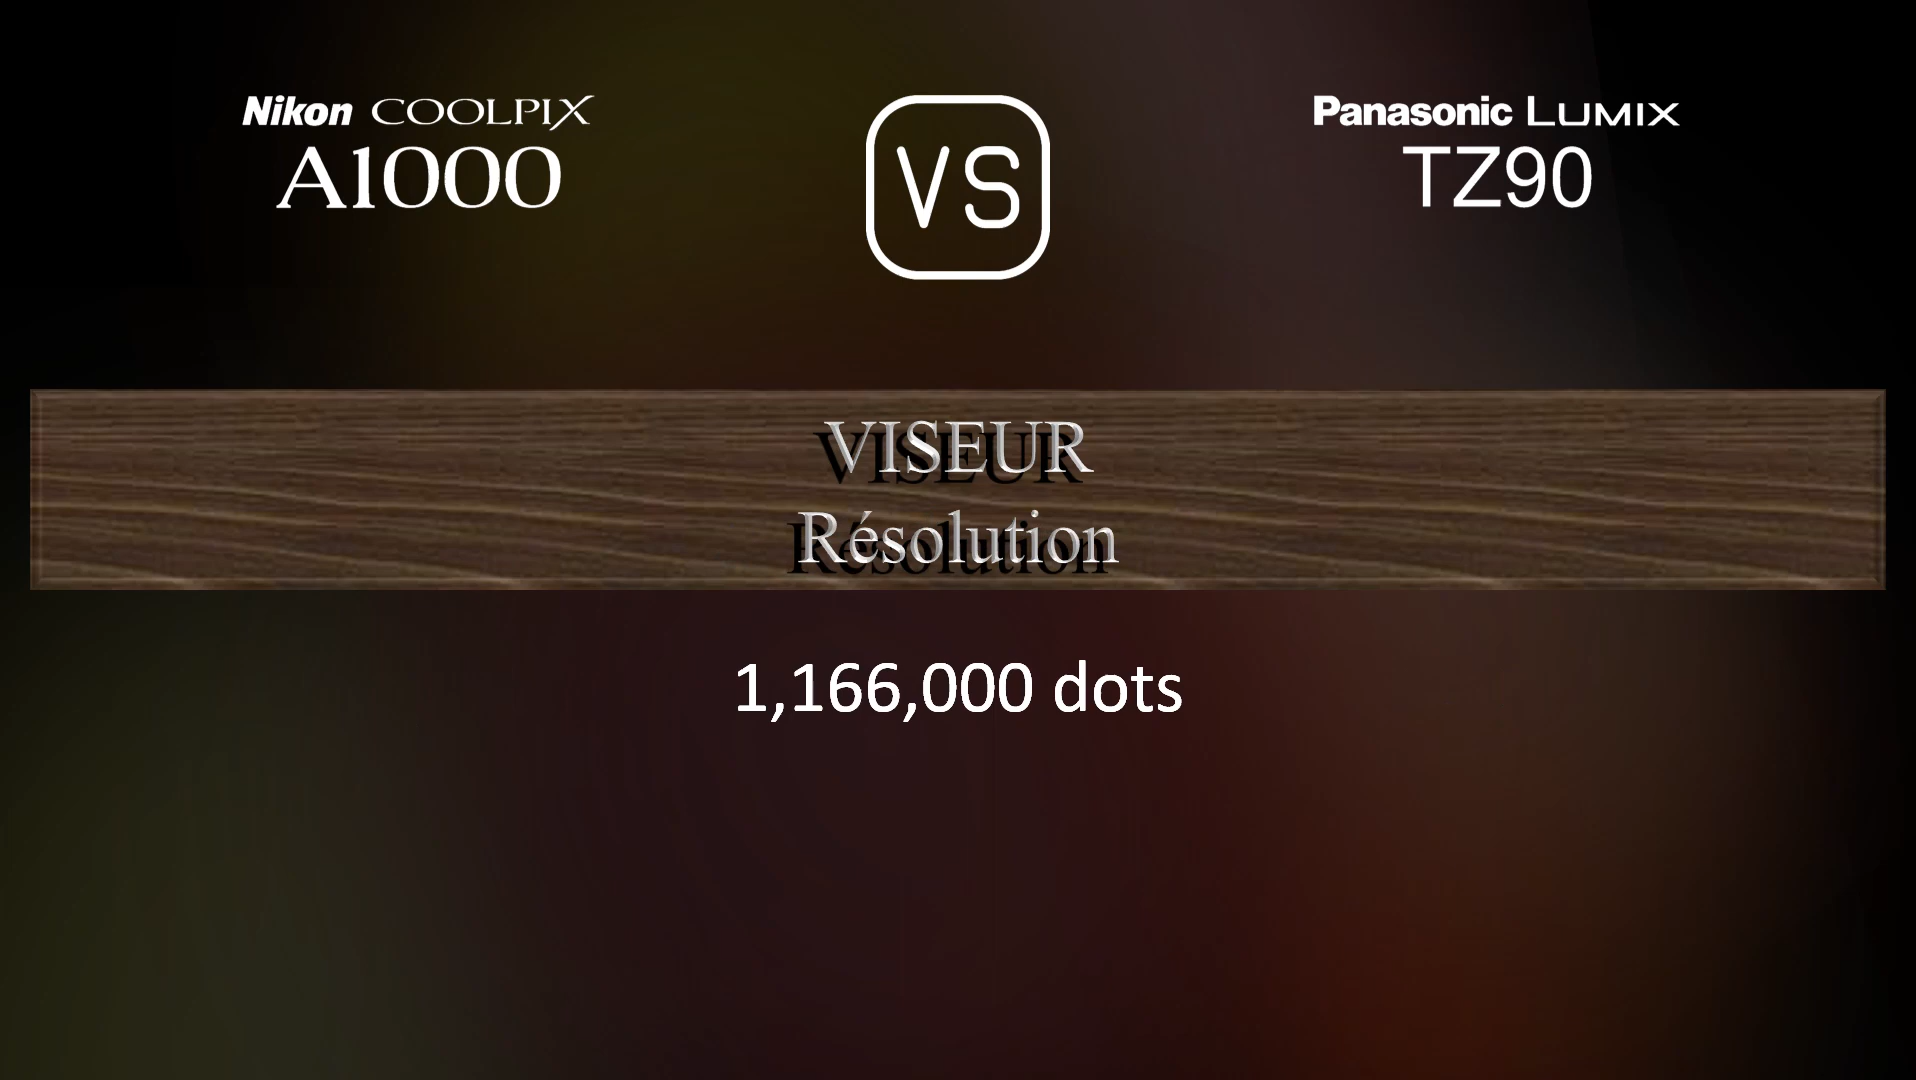 Nikon COOLPIX
A1000
VS
Panasonic LUMIX
TZ90
VISEUR
Résolution
1,166,000 dots